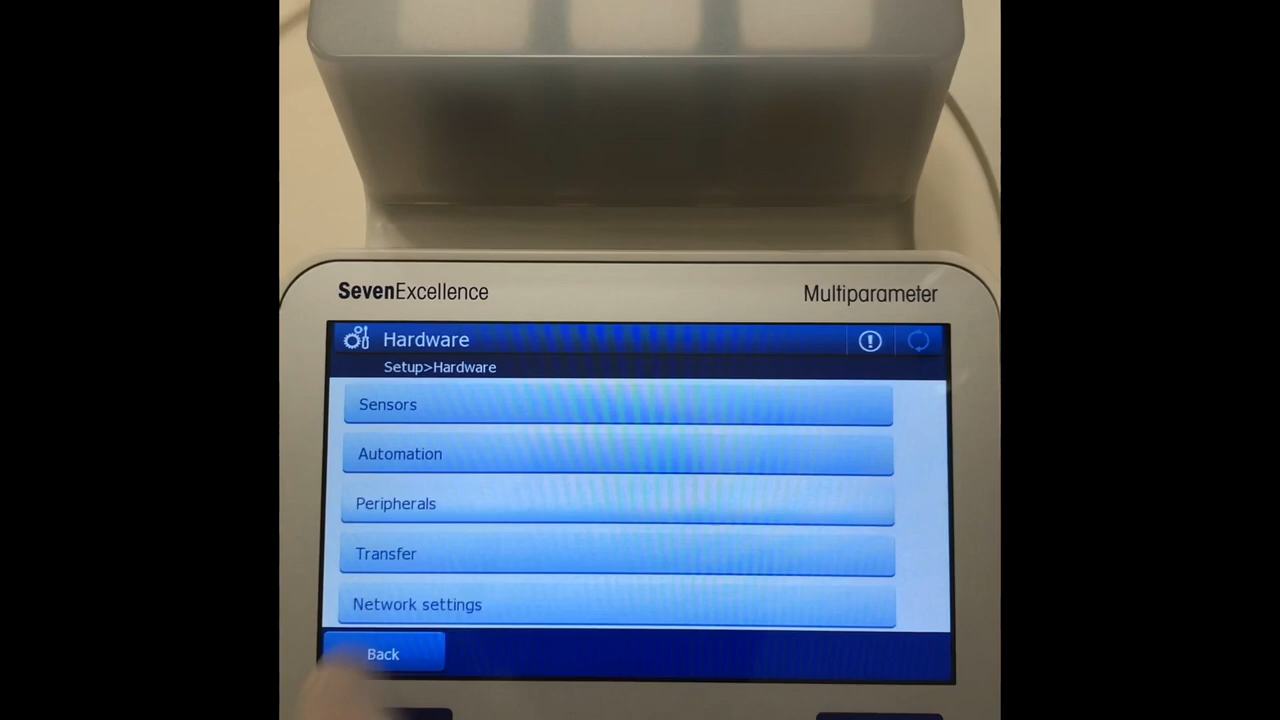 SevenExcellence
Multiparameter
Hardware
Setup>Hardware
Sensors
Automation
Peripherals
Transfer
Network settings
Back